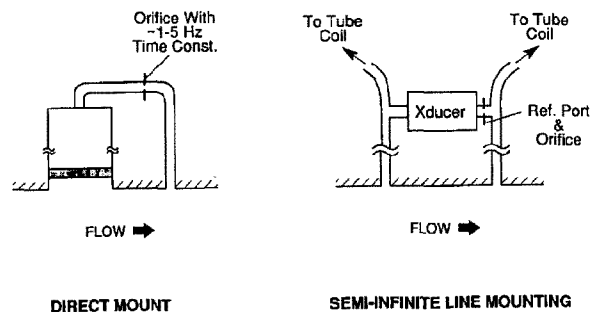 Orifice With
~1-5 Hz
Time Const.
FLOW
DIRECT MOUNT
To Tube
Coil
To Tube
Coil
Xducer
Ref. Port
&
Orifice
FLOW
SEMI-INFINITE LINE MOUNTING